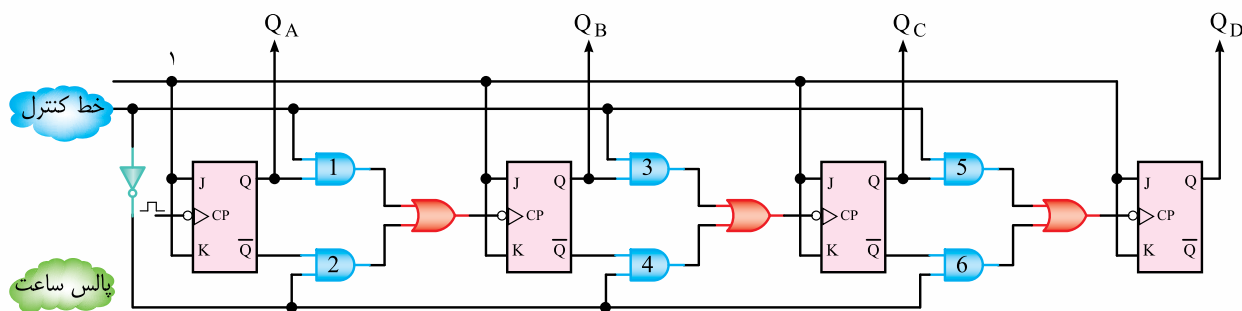 Q_A Q_B Q_C Q_D
۱
خط کنترل
J Q 1 J Q 3 J Q 5 J Q
CP CP CP CP
K Q̅ 2 K Q̅ 4 K Q̅ 6 K Q̅
پالس ساعت